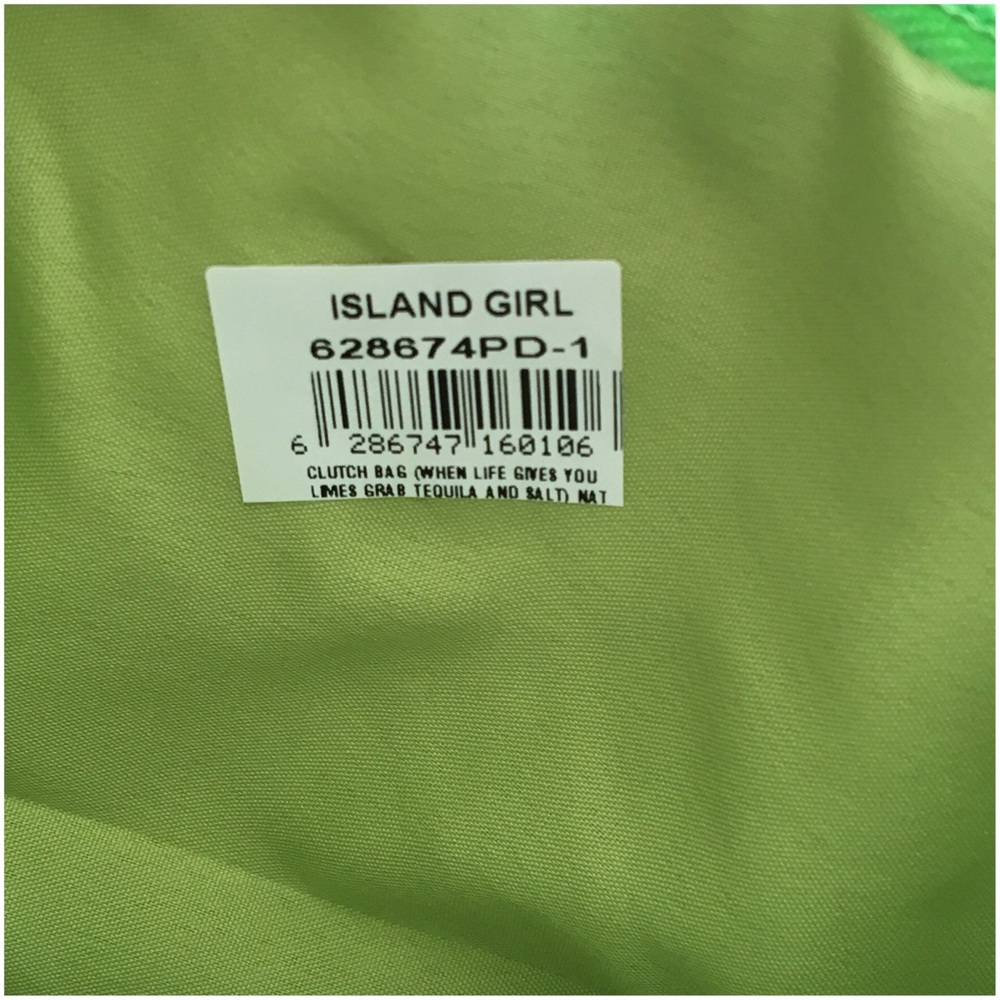 ISLAND GIRL
628674PD-1
6 286747 160106
CLUTCH BAG (WHEN LIFE GIVES YOU
LIMES GRAB TEQUILA AND SALT) NAT